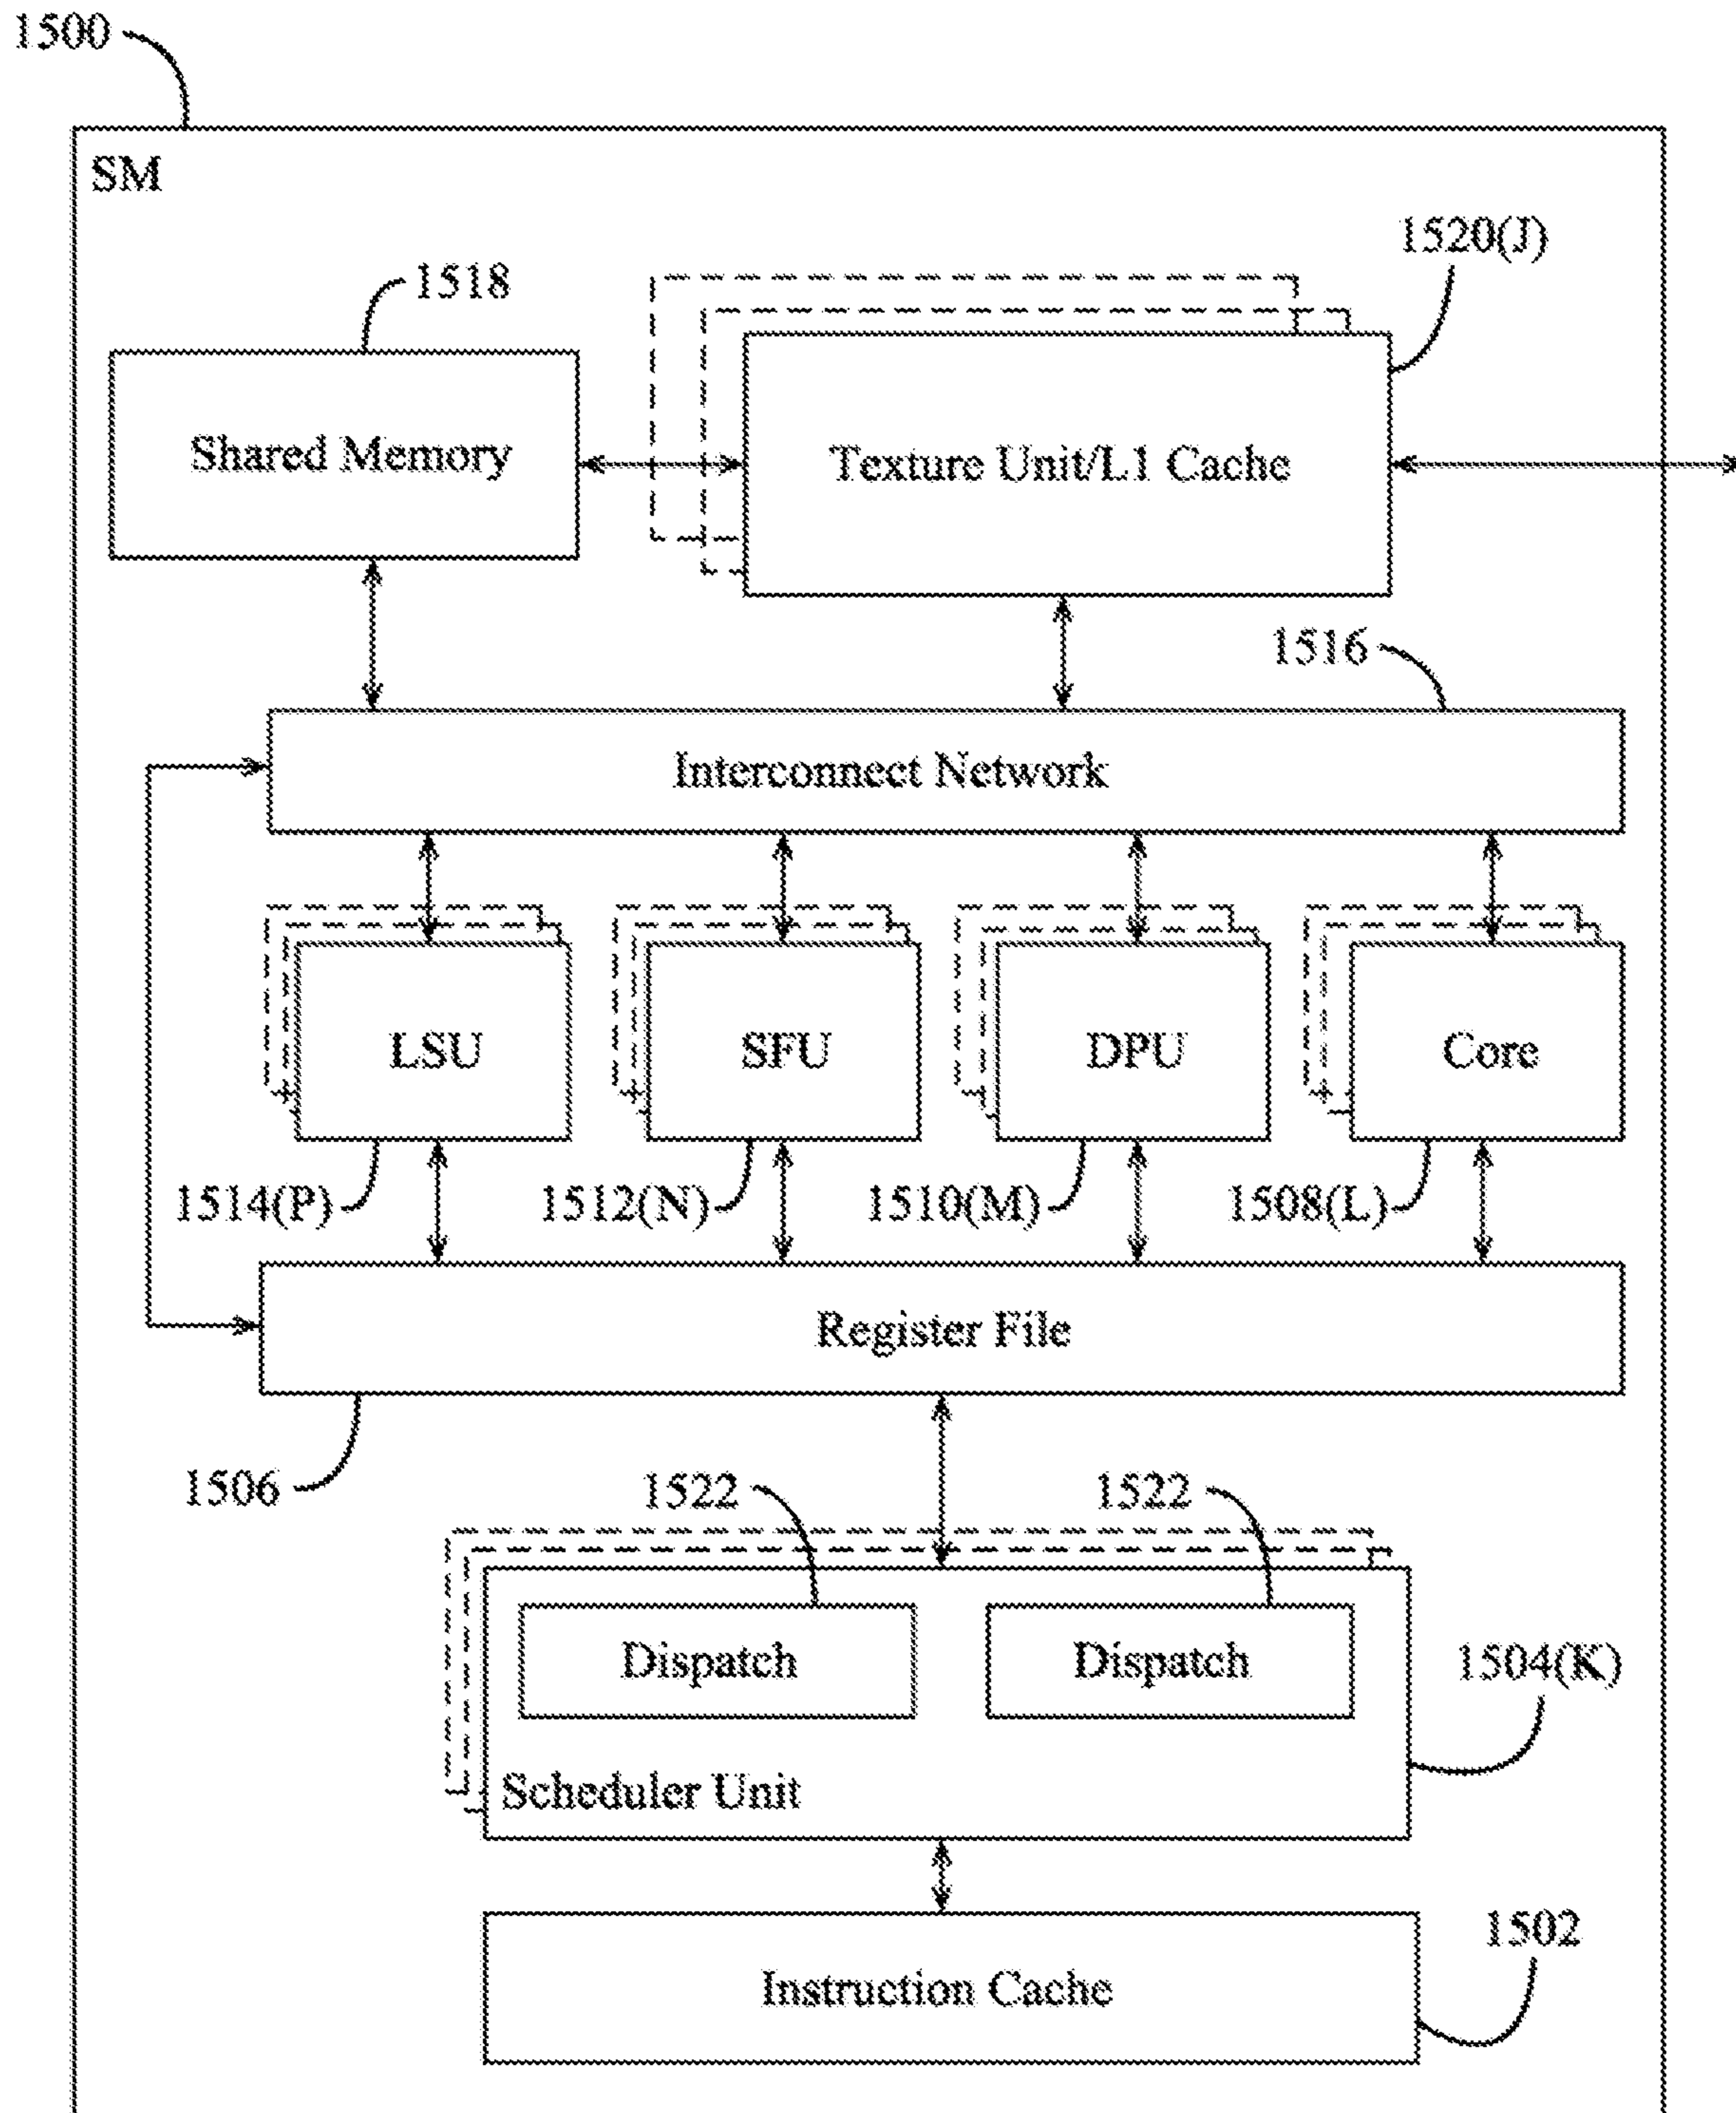 1500
SM
1520(J)
1518
Shared Memory
Texture Unit/L1 Cache
1516
Interconnect Network
LSU
SFU
DPU
Core
1514(P)
1512(N)
1510(M)
1508(L)
Register File
1506
1522
1522
Dispatch
Dispatch
1504(K)
Scheduler Unit
1502
Instruction Cache